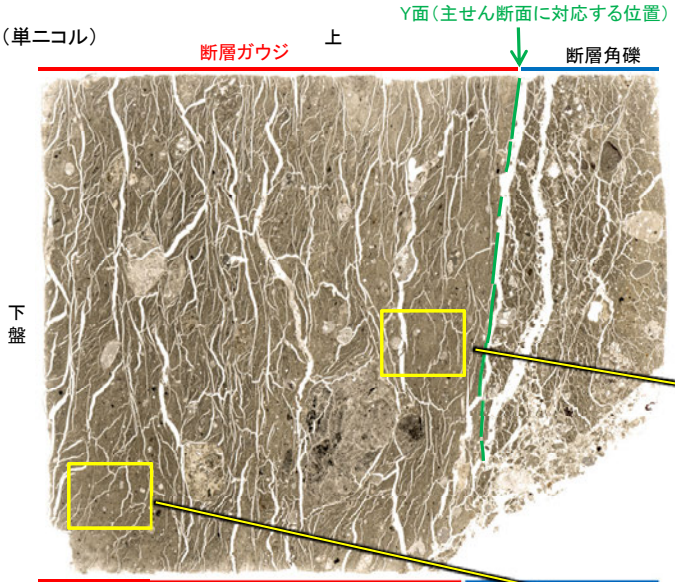 Y面(主せん断面に対応する位置)
(単ニコル)
上
断層ガウジ
断層角礫
下盤